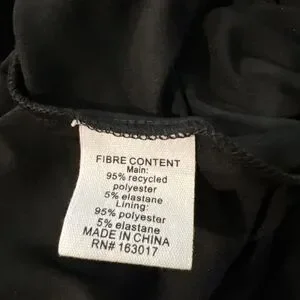 FIBRE CONTENT
Main:
95% recycled
polyester
5% elastane
Lining:
95% polyester
5% elastane
MADE IN CHINA
RN# 163017